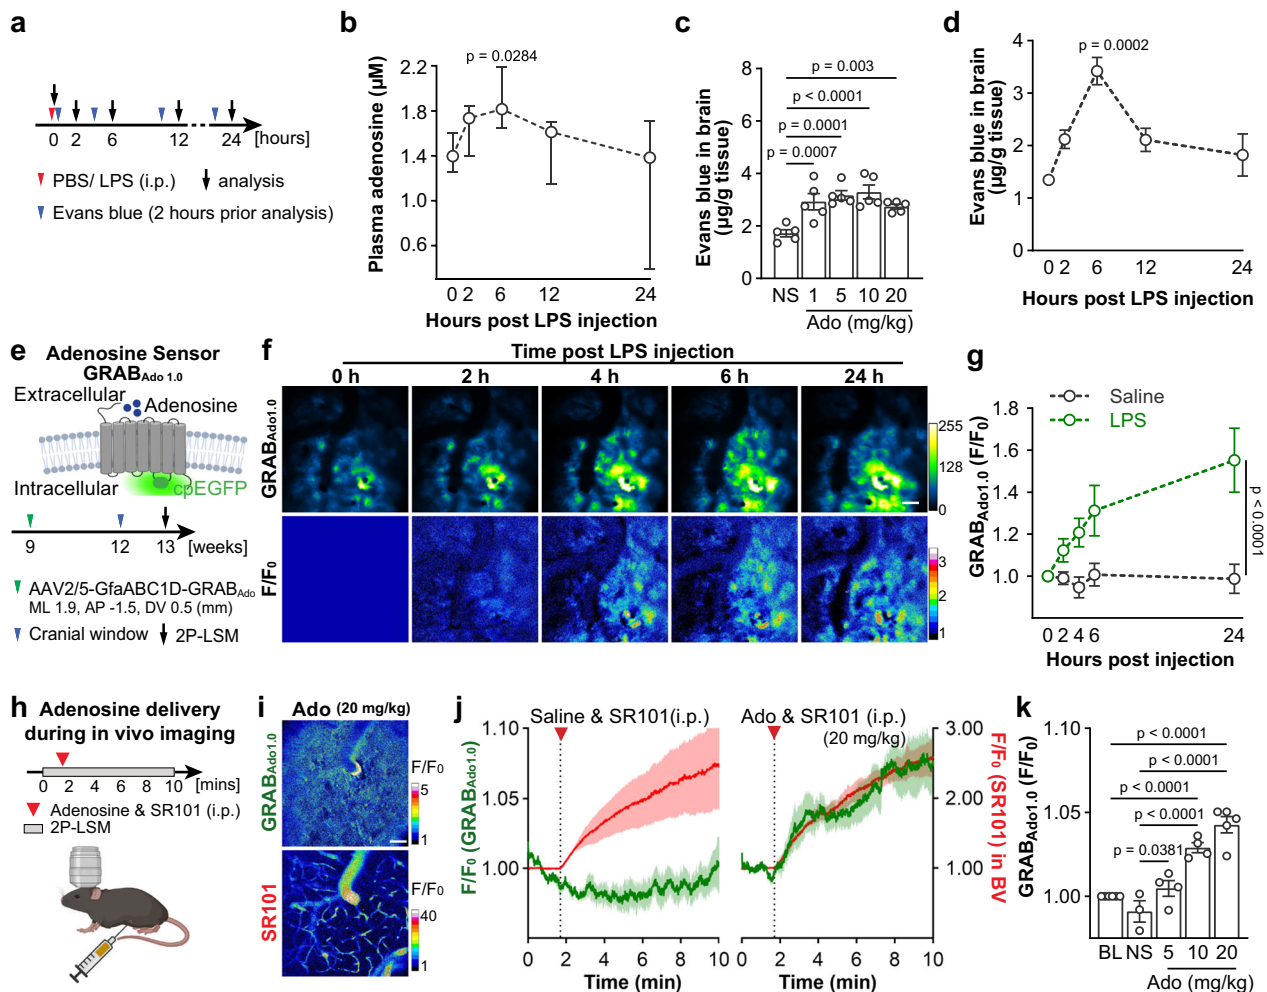 a
0 2 6 12 24 [hours]
PBS/ LPS (i.p.) analysis
Evans blue (2 hours prior analysis)
b
p = 0.0284
Plasma adenosine (µM)
2.2
1.8
1.4
1.0
0.6
0 2 6 12 24
Hours post LPS injection
c
Evans blue in brain
(µg/g tissue)
8
6
4
2
0
p = 0.003
p < 0.0001
p = 0.0001
p = 0.0007
NS 1 5 10 20
Ado (mg/kg)
d
Evans blue in brain
(µg/g tissue)
4
3
2
1
0
p = 0.0002
0 2 6 12 24
Hours post LPS injection
e
Adenosine Sensor
GRABAdo 1.0
Extracellular
Adenosine
Intracellular
cpEGFP
9 12 13 [weeks]
AAV2/5-GfaABC1D-GRABAdo
ML 1.9, AP -1.5, DV 0.5 (mm)
Cranial window 2P-LSM
f
Time post LPS injection
0 h 2 h 4 h 6 h 24 h
GRABAdo1.0
255
128
0
F/F0
3
2
1
g
Saline
LPS
GRABAdo1.0 (F/F0)
1.8
1.6
1.4
1.2
1.0
p < 0.0001
0 2 4 6 24
Hours post injection
h
Adenosine delivery
during in vivo imaging
0 5 10 [mins]
Adenosine & SR101 (i.p.)
2P-LSM
i
Ado (20 mg/kg)
GRABAdo1.0
F/F0
5
1
SR101
F/F0
40
1
j
Saline & SR101(i.p.)
Ado & SR101 (i.p.)
(20 mg/kg)
F/F0 (GRABAdo1.0)
1.10
1.05
1.00
3.00
2.00
1.00
F/F0 (SR101) in BV
0 2 4 6 8 10
Time (min)
0 2 4 6 8 10
Time (min)
k
GRABAdo1.0 (F/F0)
1.10
1.05
1.00
p < 0.0001
p < 0.0001
p < 0.0001
p < 0.0001
p = 0.0381
BL NS 5 10 20
Ado (mg/kg)